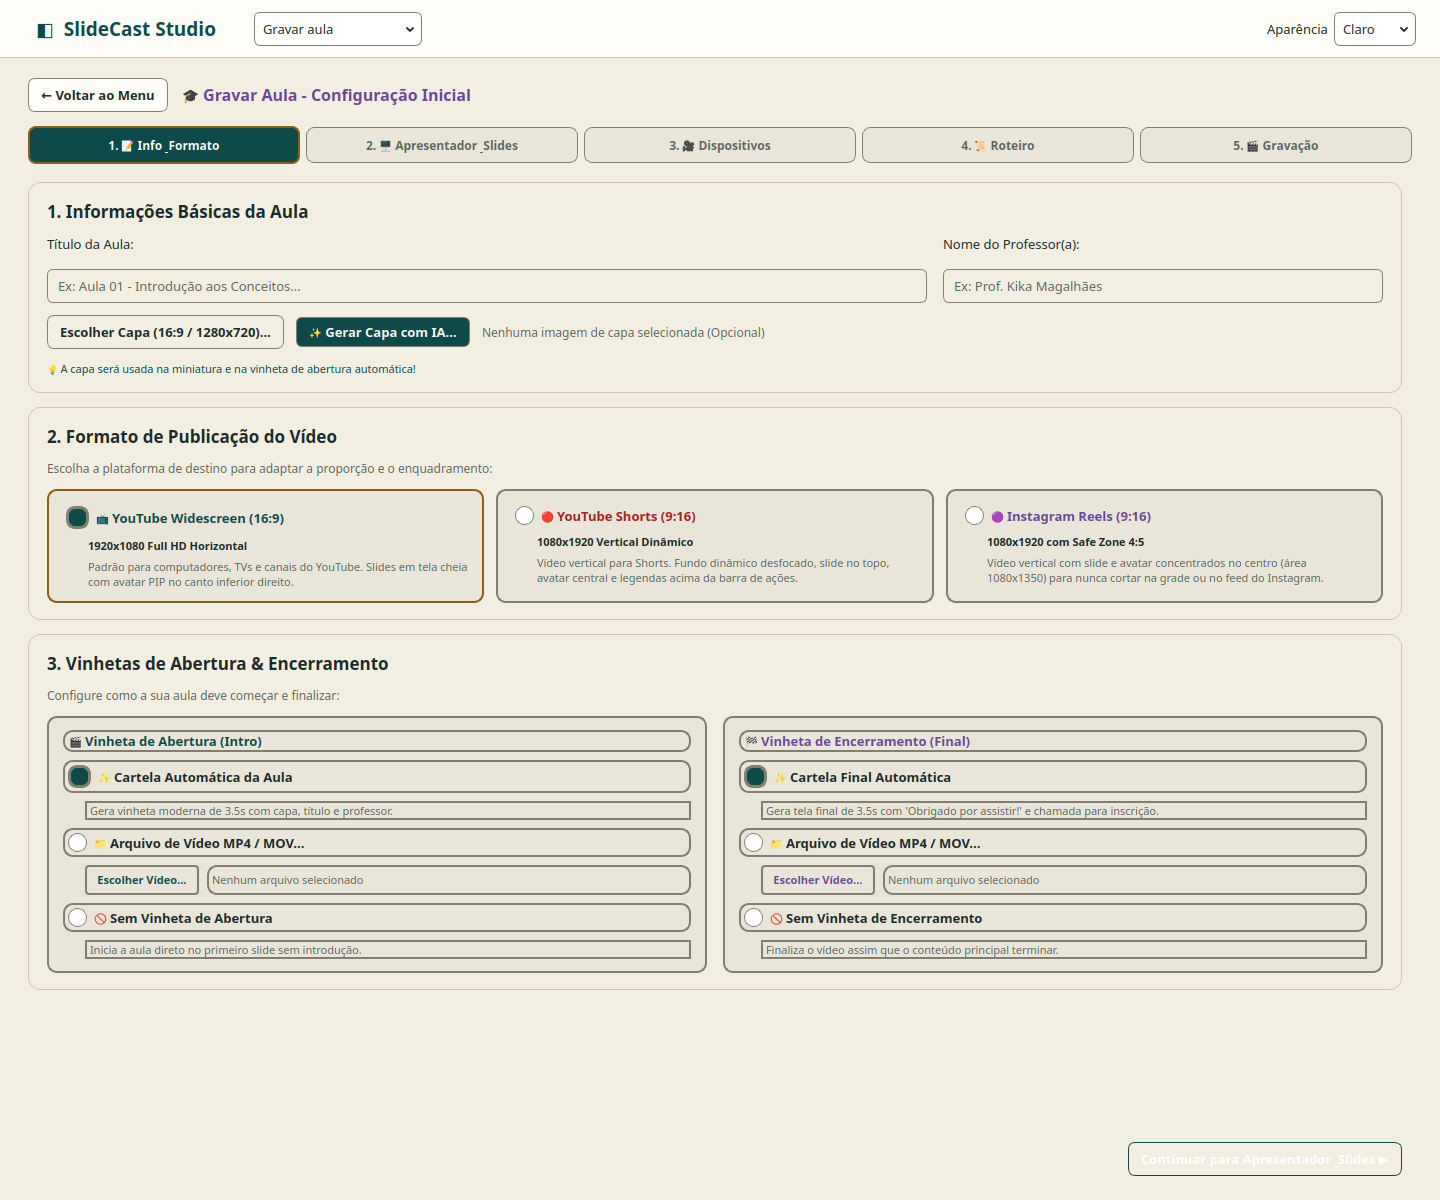 SlideCast Studio
Gravar aula
Aparência
Claro
← Voltar ao Menu
Gravar Aula - Configuração Inicial
1. Info _Formato
2. Apresentador _Slides
3. Dispositivos
4. Roteiro
5. Gravação
1. Informações Básicas da Aula
Título da Aula:
Nome do Professor(a):
Ex: Aula 01 - Introdução aos Conceitos...
Ex: Prof. Kika Magalhães
Escolher Capa (16:9 / 1280x720)...
Gerar Capa com IA...
Nenhuma imagem de capa selecionada (Opcional)
A capa será usada na miniatura e na vinheta de abertura automática!
2. Formato de Publicação do Vídeo
Escolha a plataforma de destino para adaptar a proporção e o enquadramento:
YouTube Widescreen (16:9)
1920x1080 Full HD Horizontal
Padrão para computadores, TVs e canais do YouTube. Slides em tela cheia
com avatar PIP no canto inferior direito.
YouTube Shorts (9:16)
1080x1920 Vertical Dinâmico
Vídeo vertical para Shorts. Fundo dinâmico desfocado, slide no topo,
avatar central e legendas acima da barra de ações.
Instagram Reels (9:16)
1080x1920 com Safe Zone 4:5
Vídeo vertical com slide e avatar concentrados no centro (área
1080x1350) para nunca cortar na grade ou no feed do Instagram.
3. Vinhetas de Abertura & Encerramento
Configure como a sua aula deve começar e finalizar:
Vinheta de Abertura (Intro)
Cartela Automática da Aula
Gera vinheta moderna de 3.5s com capa, título e professor.
Arquivo de Vídeo MP4 / MOV...
Escolher Vídeo...
Nenhum arquivo selecionado
Sem Vinheta de Abertura
Inicia a aula direto no primeiro slide sem introdução.
Vinheta de Encerramento (Final)
Cartela Final Automática
Gera tela final de 3.5s com 'Obrigado por assistir!' e chamada para inscrição.
Arquivo de Vídeo MP4 / MOV...
Escolher Vídeo...
Nenhum arquivo selecionado
Sem Vinheta de Encerramento
Finaliza o vídeo assim que o conteúdo principal terminar.
Continuar para Apresentador _Slides ▶